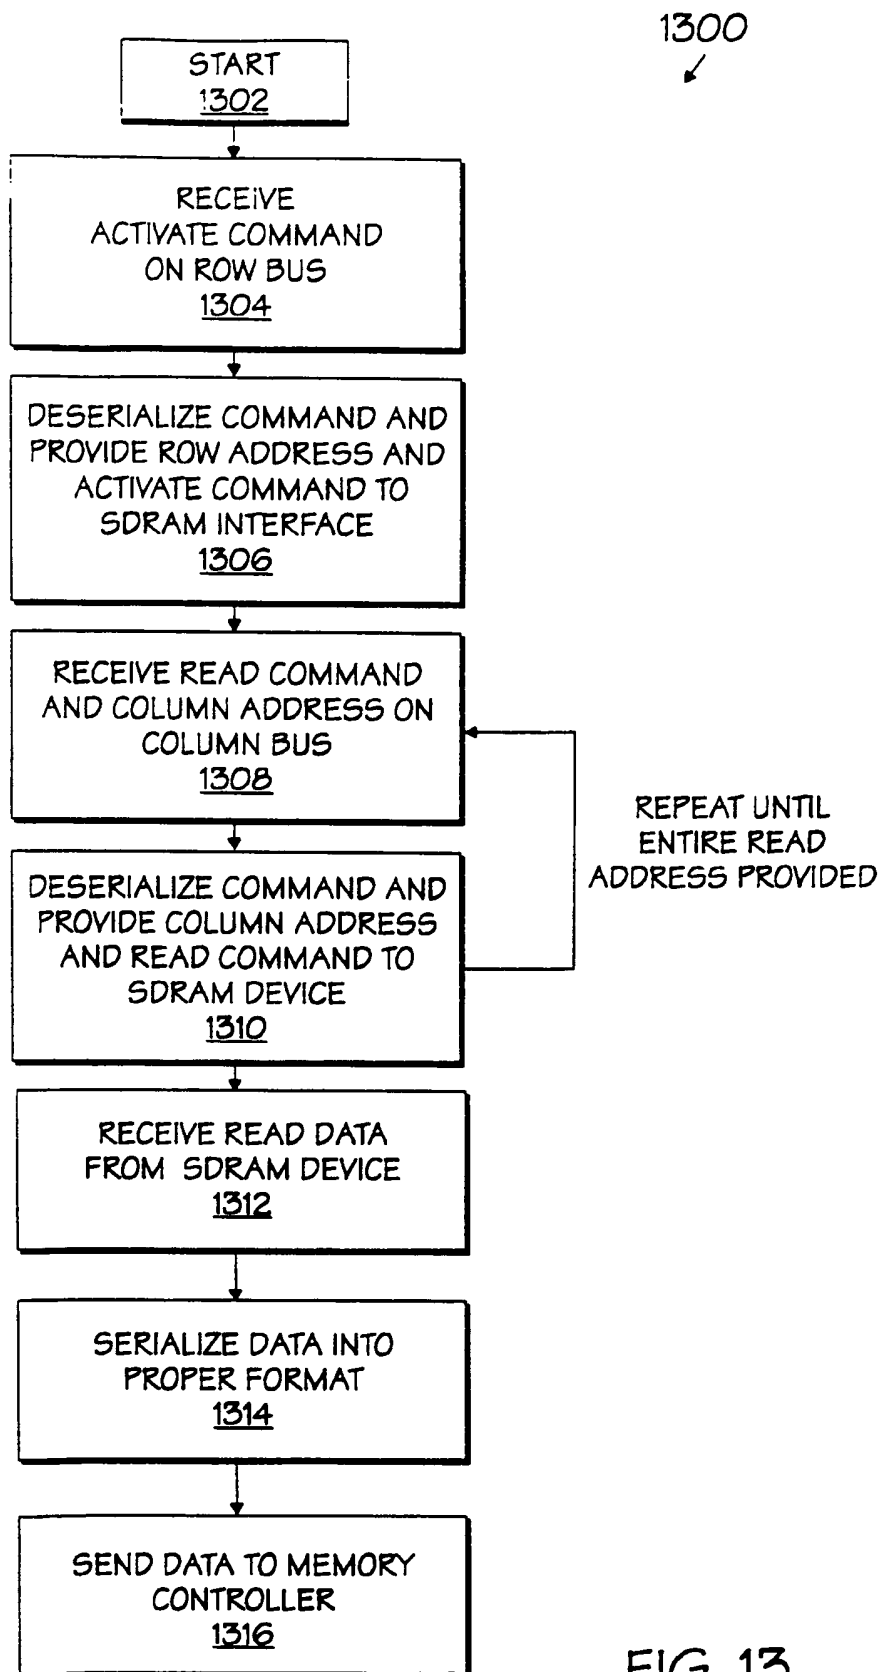 1300
START
1302
RECEIVE
ACTIVATE COMMAND
ON ROW BUS
1304
DESERIALIZE COMMAND AND
PROVIDE ROW ADDRESS AND
ACTIVATE COMMAND TO
SDRAM INTERFACE
1306
RECEIVE READ COMMAND
AND COLUMN ADDRESS ON
COLUMN BUS
1308
REPEAT UNTIL
ENTIRE READ
ADDRESS PROVIDED
DESERIALIZE COMMAND AND
PROVIDE COLUMN ADDRESS
AND READ COMMAND TO
SDRAM DEVICE
1310
RECEIVE READ DATA
FROM SDRAM DEVICE
1312
SERIALIZE DATA INTO
PROPER FORMAT
1314
SEND DATA TO MEMORY
CONTROLLER
1316
FIG. 13